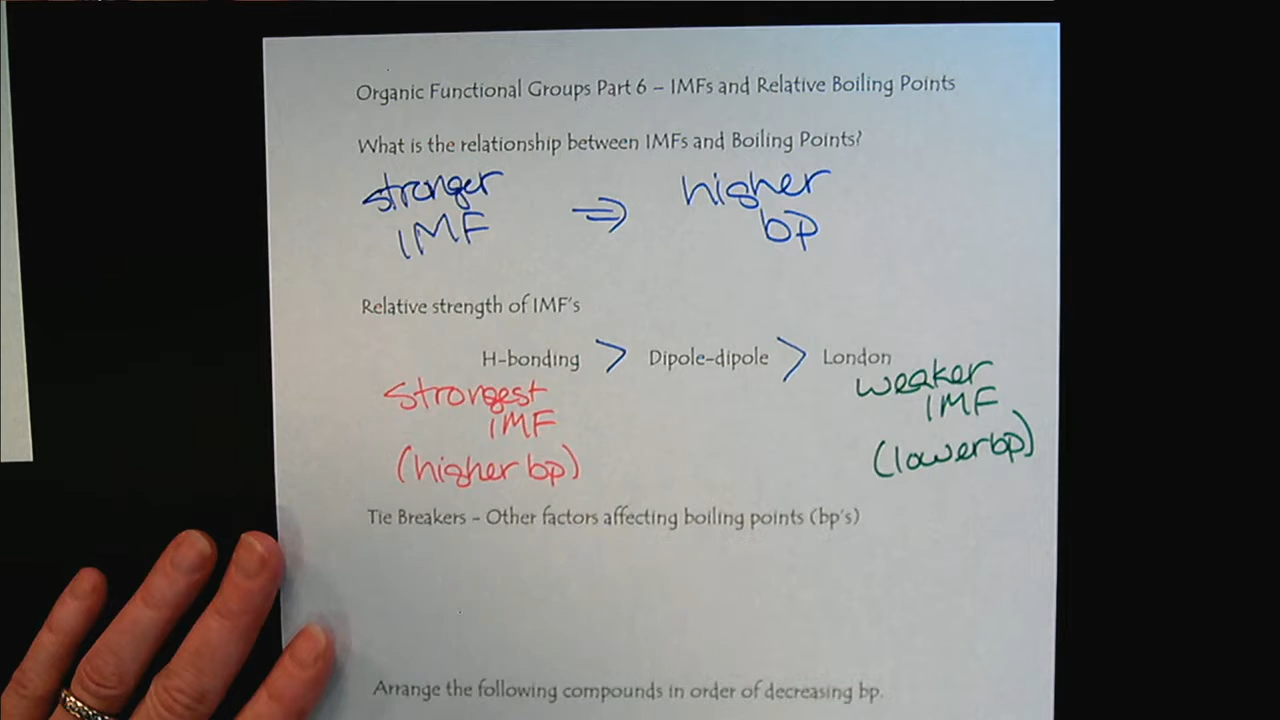 Organic Functional Groups Part 6 – IMFs and Relative Boiling Points
What is the relationship between IMFs and Boiling Points?
stronger IMF ⇒ higher bp
Relative strength of IMF's
H-bonding > Dipole-dipole > London
strongest
IMF
(higher bp)
weaker
IMF
(lower bp)
Tie Breakers – Other factors affecting boiling points (bp's)
Arrange the following compounds in order of decreasing bp.